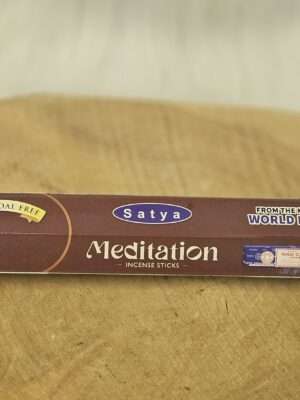 OAL FREE
Satya
FROM THE M
WORLD
Meditation
INCENSE STICKS